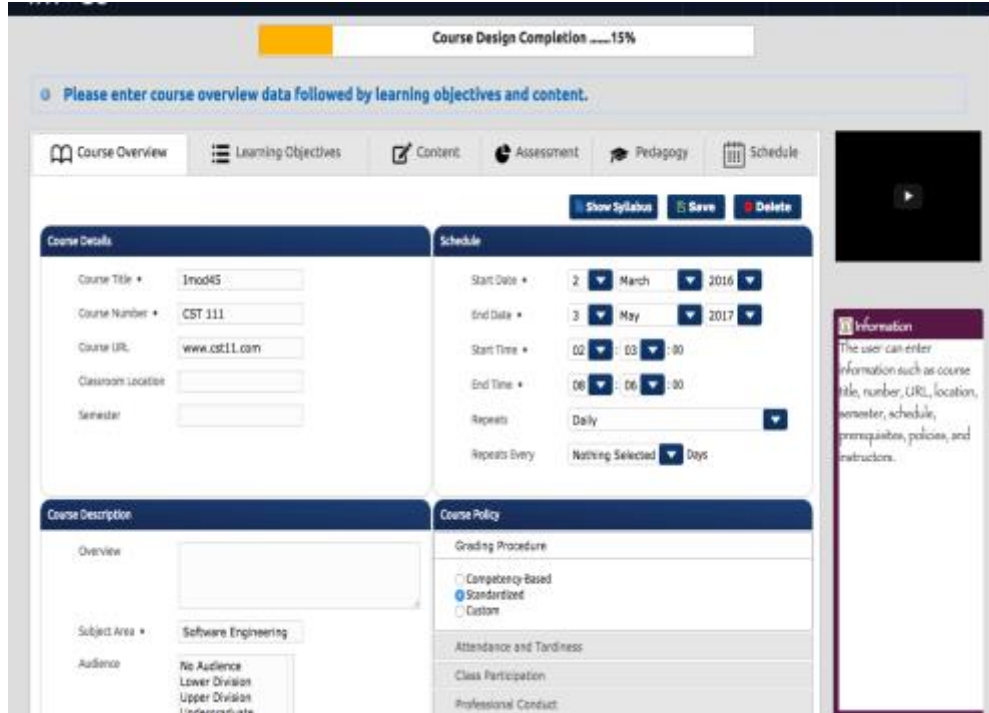 Course Design Completion ......15%
Please enter course overview data followed by learning objectives and content.
Course Overview
Learning Objectives
Content
Assessment
Pedagogy
Schedule
Show Syllabus
Save
Delete
Course Details
Course Title *
Imod45
Course Number *
CST 111
Course URL
www.cst11.com
Classroom Location
Semester
Schedule
Start Date * 2 March 2016
End Date * 3 May 2017
Start Time * 02 : 03 : 00
End Time * 08 : 06 : 00
Repeats Daily
Repeats Every Nothing Selected Days
Information
The user can enter
information such as course
title, number, URL, location,
semester, schedule,
prerequisites, policies, and
instructors.
Course Description
Overview
Subject Area *
Software Engineering
Audience
No Audience
Lower Division
Upper Division
Undergraduate
Course Policy
Grading Procedure
Competency-Based
Standardized
Custom
Attendance and Tardiness
Class Participation
Professional Conduct